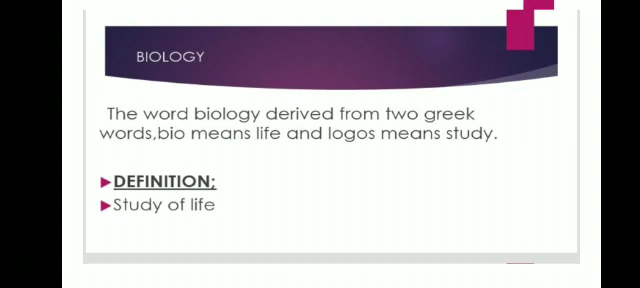 BIOLOGY
The word biology derived from two greek
words,bio means life and logos means study.
DEFINITION;
Study of life